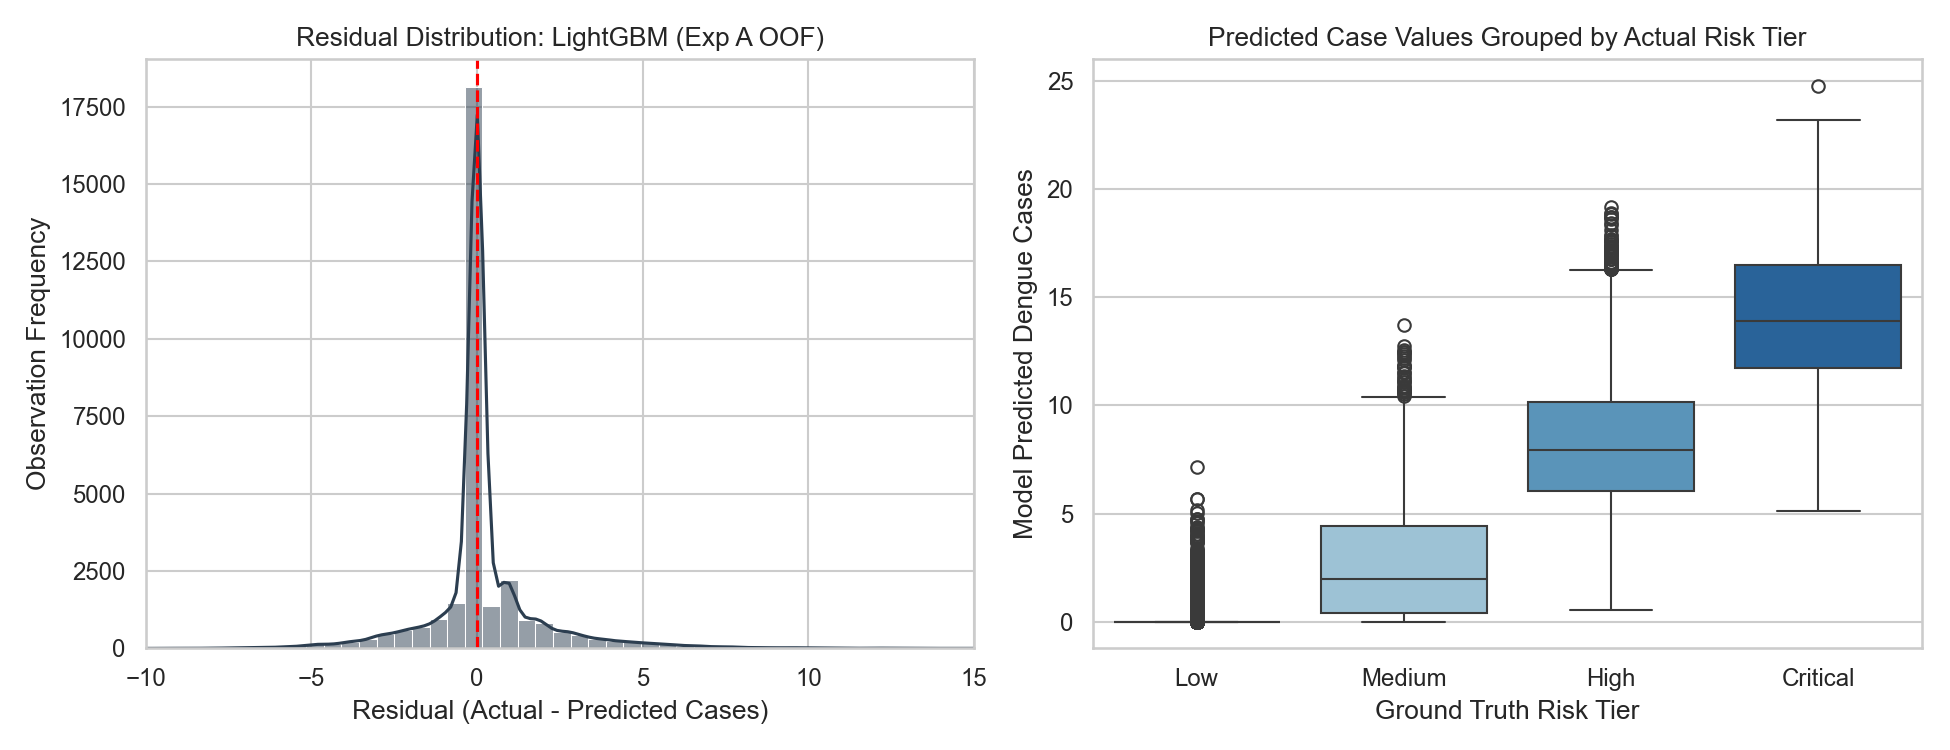 Residual Distribution: LightGBM (Exp A OOF)
Observation Frequency
17500
15000
12500
10000
7500
5000
2500
0
−10
−5
0
5
10
15
Residual (Actual - Predicted Cases)
Predicted Case Values Grouped by Actual Risk Tier
Model Predicted Dengue Cases
25
20
15
10
5
0
Low
Medium
High
Critical
Ground Truth Risk Tier